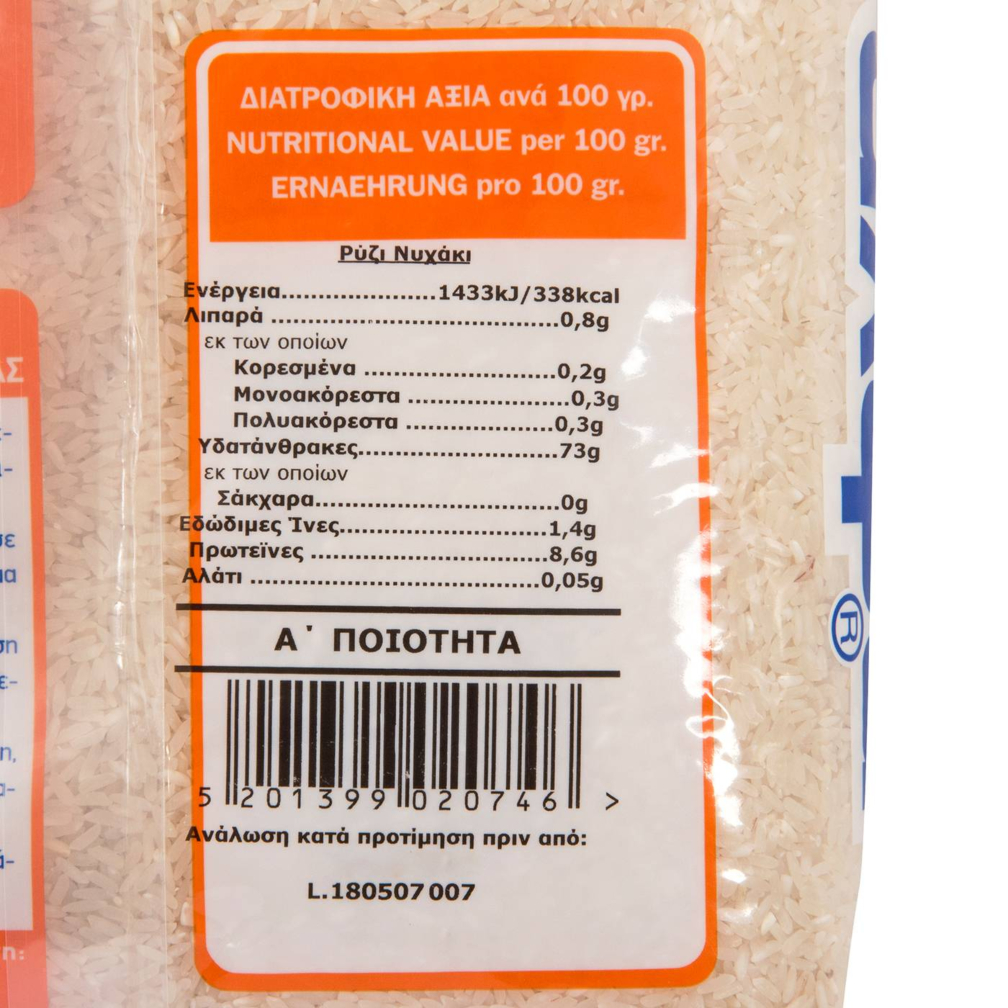 ΔΙΑΤΡΟΦΙΚΗ ΑΞΙΑ ανά 100 γρ.
NUTRITIONAL VALUE per 100 gr.
ERNAEHRUNG pro 100 gr.
Ρύζι Νυχάκι
Ενέργεια......................1433kJ/338kcal
Λιπαρά .........................................0,8g
εκ των οποίων
Κορεσμένα ...........................0,2g
Μονοακόρεστα .......................0,3g
Πολυακόρεστα .....................0,3g
Υδατάνθρακες............................73g
εκ των οποίων
Σάκχαρα...................................0g
Εδώδιμες Ίνες.............................1,4g
Πρωτεϊνες ..................................8,6g
Αλάτι .........................................0,05g
Α' ΠΟΙΟΤΗΤΑ
5 201399 020746 >
Ανάλωση κατά προτίμηση πριν από:
L.180507 007
®